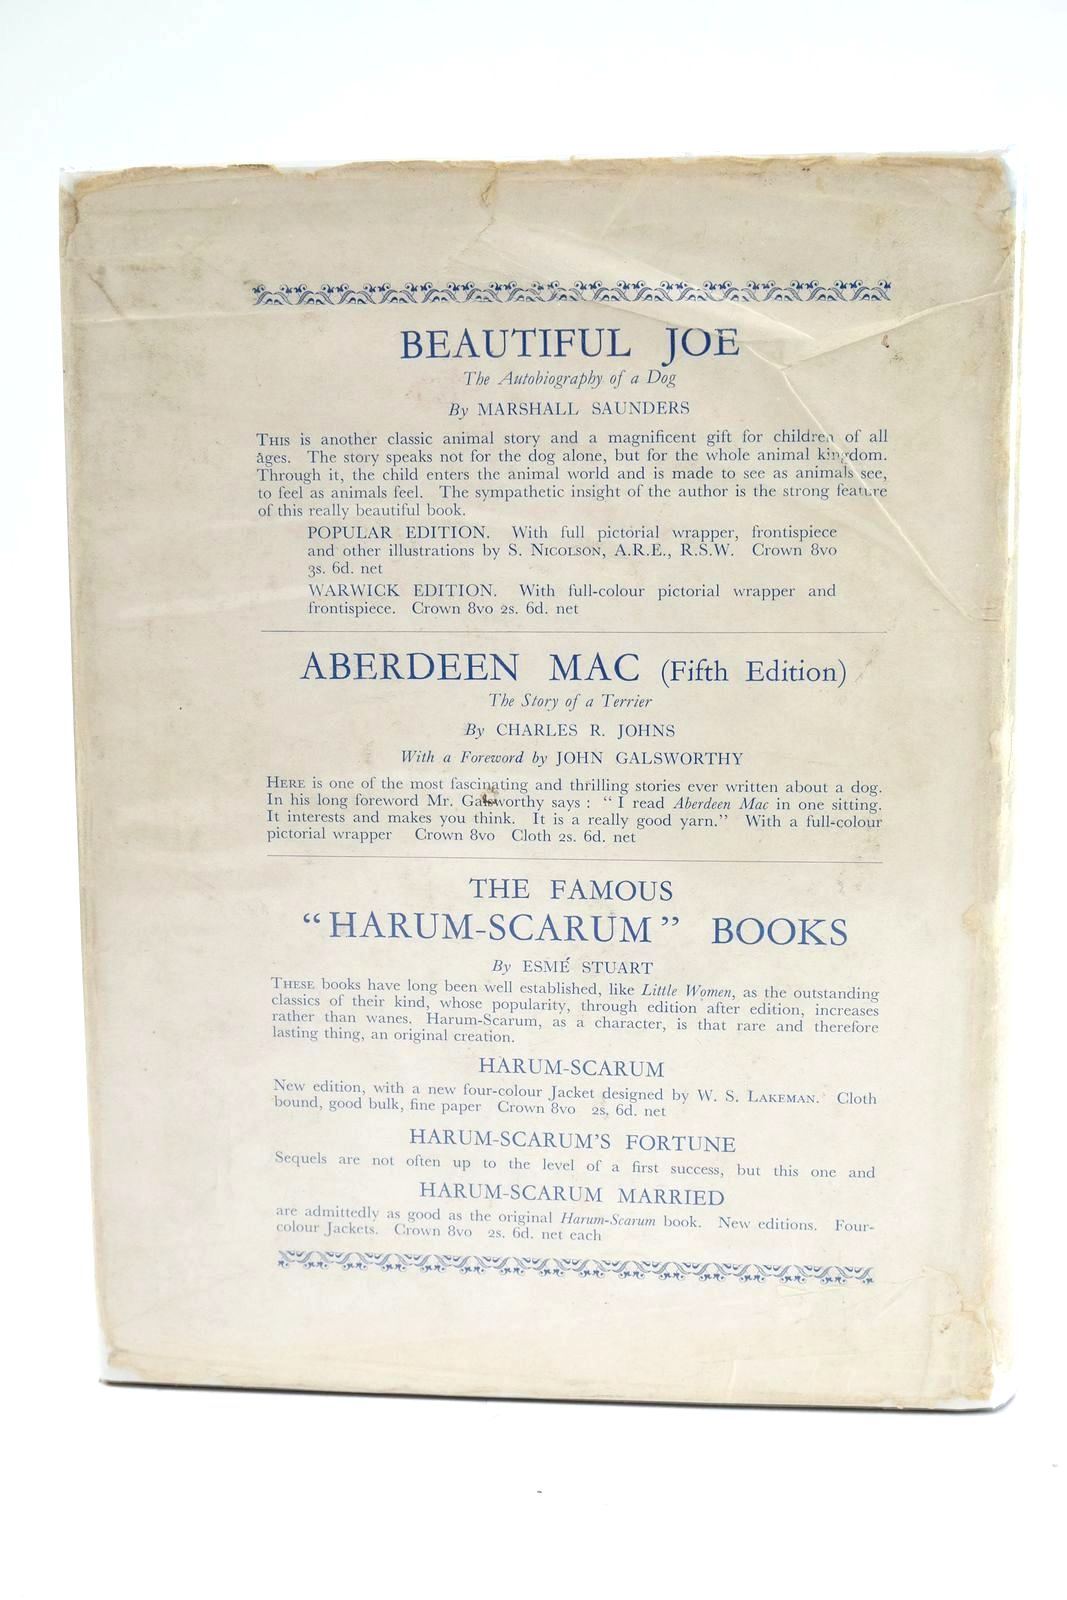 BEAUTIFUL JOE
The Autobiography of a Dog
By MARSHALL SAUNDERS
THIS is another classic animal story and a magnificent gift for children of all
ages. The story speaks not for the dog alone, but for the whole animal kingdom.
Through it, the child enters the animal world and is made to see as animals see,
to feel as animals feel. The sympathetic insight of the author is the strong feature
of this really beautiful book.
POPULAR EDITION. With full pictorial wrapper, frontispiece
and other illustrations by S. NICOLSON, A.R.E., R.S.W. Crown 8vo
3s. 6d. net
WARWICK EDITION. With full-colour pictorial wrapper and
frontispiece. Crown 8vo 2s. 6d. net
ABERDEEN MAC (Fifth Edition)
The Story of a Terrier
By CHARLES R. JOHNS
With a Foreword by JOHN GALSWORTHY
HERE is one of the most fascinating and thrilling stories ever written about a dog.
In his long foreword Mr. Galsworthy says : “ I read Aberdeen Mac in one sitting.
It interests and makes you think. It is a really good yarn.” With a full-colour
pictorial wrapper Crown 8vo Cloth 2s. 6d. net
THE FAMOUS
“HARUM-SCARUM” BOOKS
By ESMÉ STUART
THESE books have long been well established, like Little Women, as the outstanding
classics of their kind, whose popularity, through edition after edition, increases
rather than wanes. Harum-Scarum, as a character, is that rare and therefore
lasting thing, an original creation.
HARUM-SCARUM
New edition, with a new four-colour Jacket designed by W. S. LAKEMAN. Cloth
bound, good bulk, fine paper Crown 8vo 2s. 6d. net
HARUM-SCARUM'S FORTUNE
Sequels are not often up to the level of a first success, but this one and
HARUM-SCARUM MARRIED
are admittedly as good as the original Harum-Scarum book. New editions. Four-
colour Jackets. Crown 8vo 2s. 6d. net each